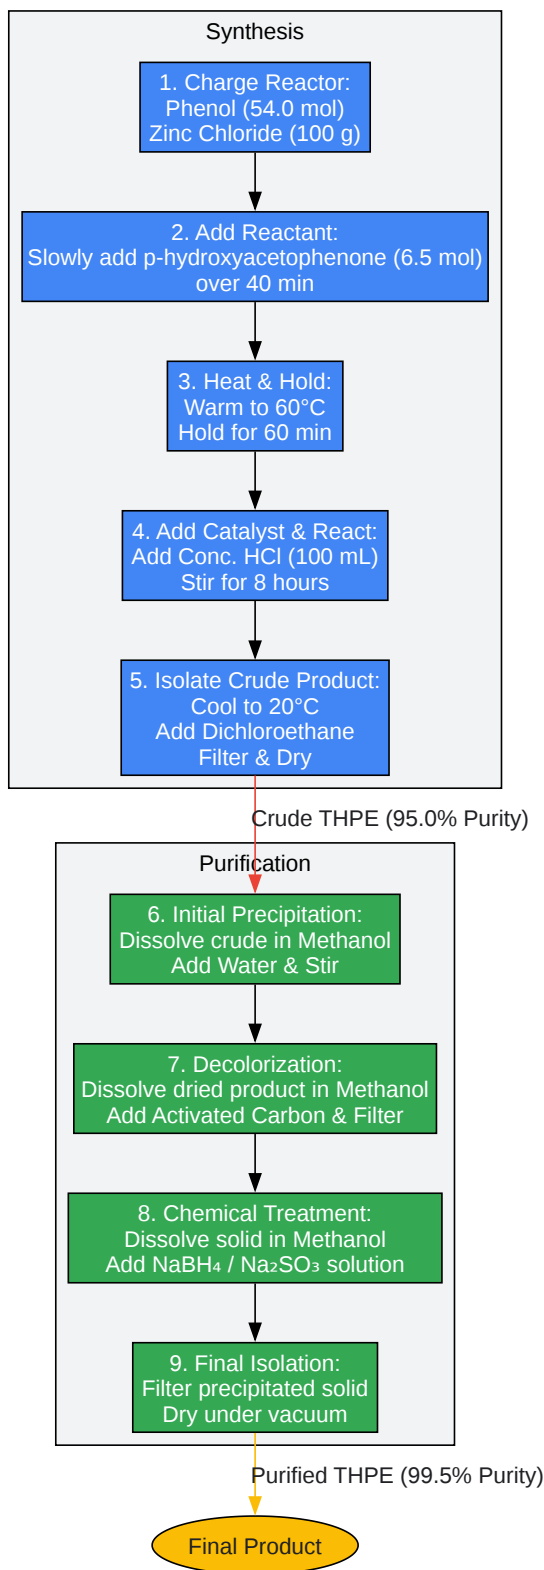 Synthesis
1. Charge Reactor:
Phenol (54.0 mol)
Zinc Chloride (100 g)
2. Add Reactant:
Slowly add p-hydroxyacetophenone (6.5 mol)
over 40 min
3. Heat & Hold:
Warm to 60°C
Hold for 60 min
4. Add Catalyst & React:
Add Conc. HCl (100 mL)
Stir for 8 hours
5. Isolate Crude Product:
Cool to 20°C
Add Dichloroethane
Filter & Dry
Crude THPE (95.0% Purity)
Purification
6. Initial Precipitation:
Dissolve crude in Methanol
Add Water & Stir
7. Decolorization:
Dissolve dried product in Methanol
Add Activated Carbon & Filter
8. Chemical Treatment:
Dissolve solid in Methanol
Add NaBH₄ / Na₂SO₃ solution
9. Final Isolation:
Filter precipitated solid
Dry under vacuum
Purified THPE (99.5% Purity)
Final Product